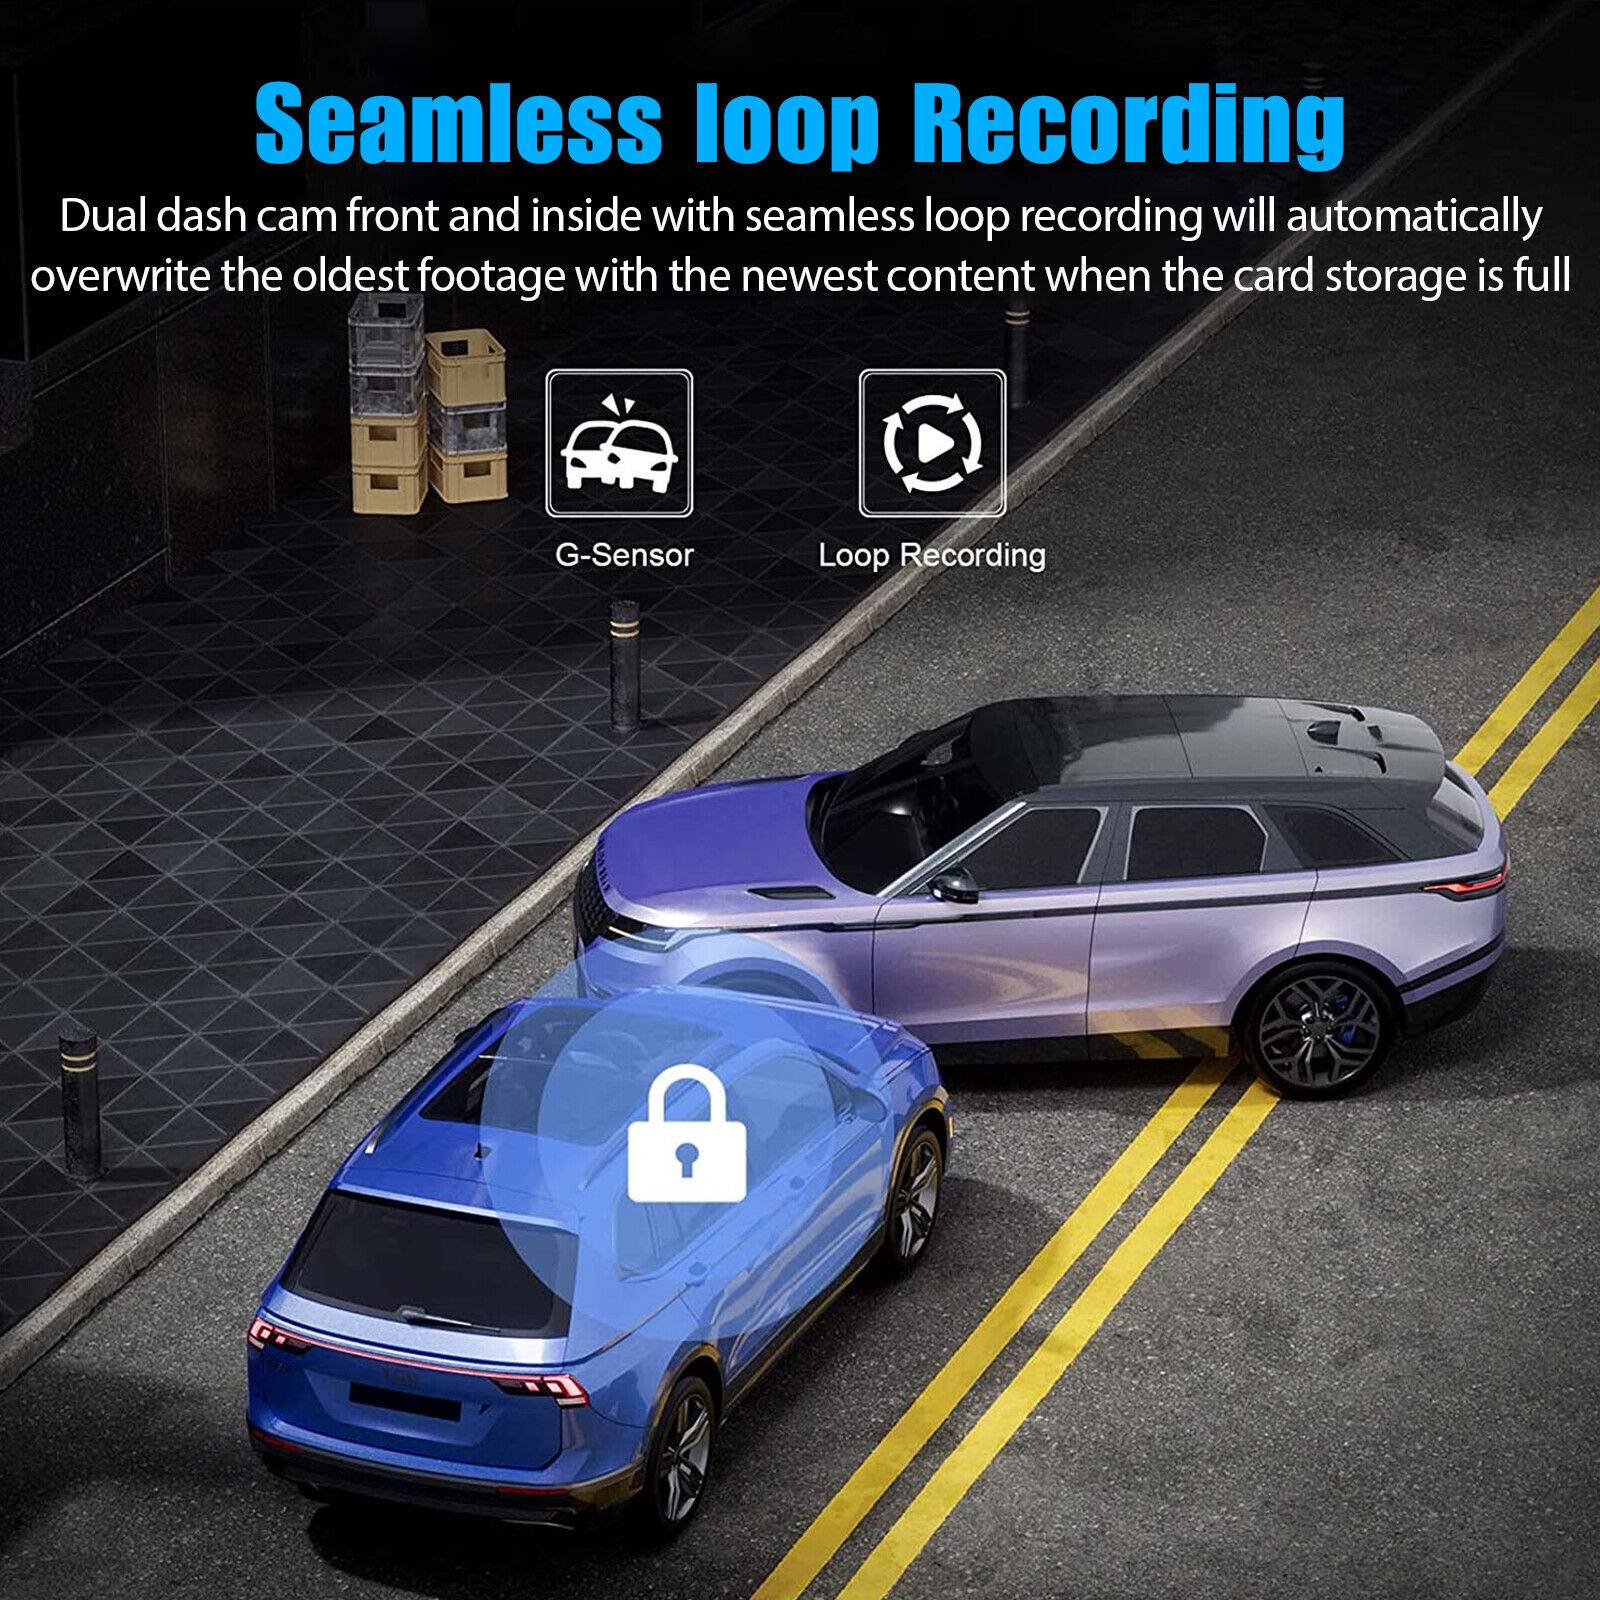 Seamless loop Recording
Dual dash cam front and inside with seamless loop recording will automatically
overwrite the oldest footage with the newest content when the card storage is full
G-Sensor
Loop Recording